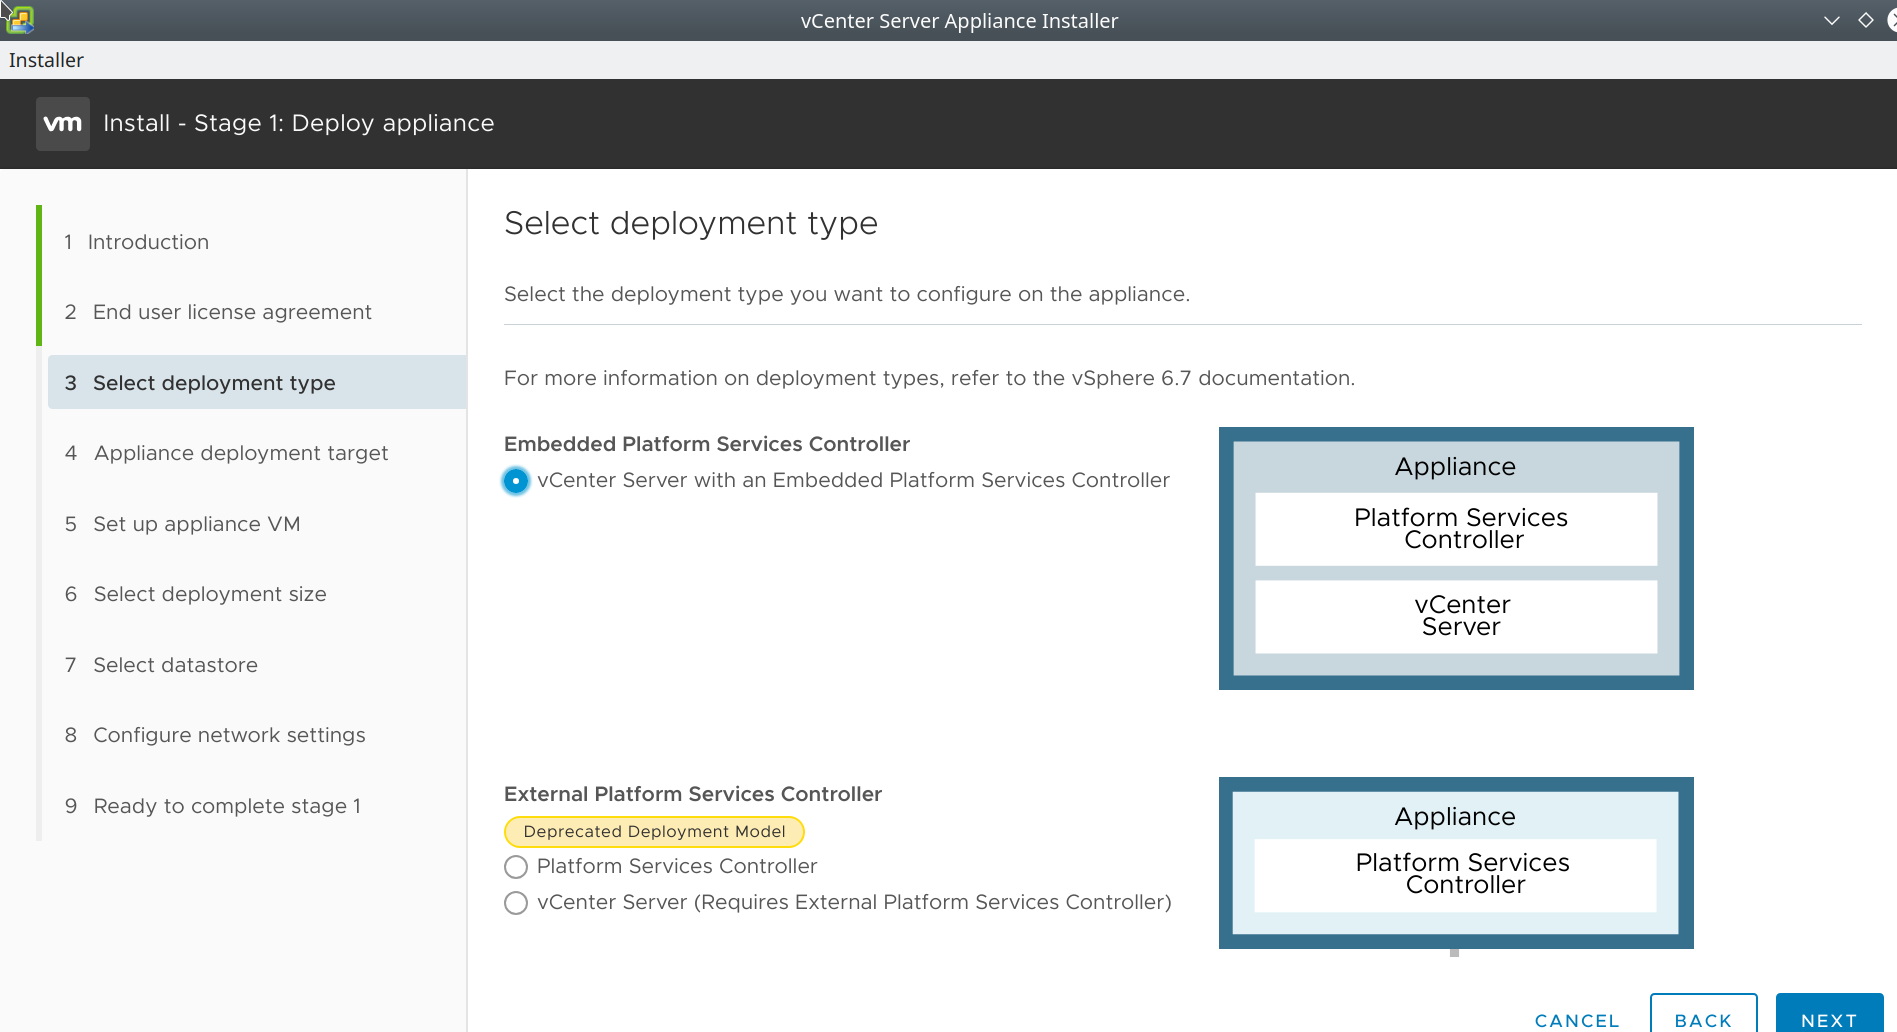 vCenter Server Appliance Installer
Installer
vm Install - Stage 1: Deploy appliance
1 Introduction
2 End user license agreement
3 Select deployment type
4 Appliance deployment target
5 Set up appliance VM
6 Select deployment size
7 Select datastore
8 Configure network settings
9 Ready to complete stage 1
Select deployment type
Select the deployment type you want to configure on the appliance.
For more information on deployment types, refer to the vSphere 6.7 documentation.
Embedded Platform Services Controller
vCenter Server with an Embedded Platform Services Controller
Appliance
Platform Services
Controller
vCenter
Server
External Platform Services Controller
Deprecated Deployment Model
Platform Services Controller
vCenter Server (Requires External Platform Services Controller)
Appliance
Platform Services
Controller
CANCEL
BACK
NEXT